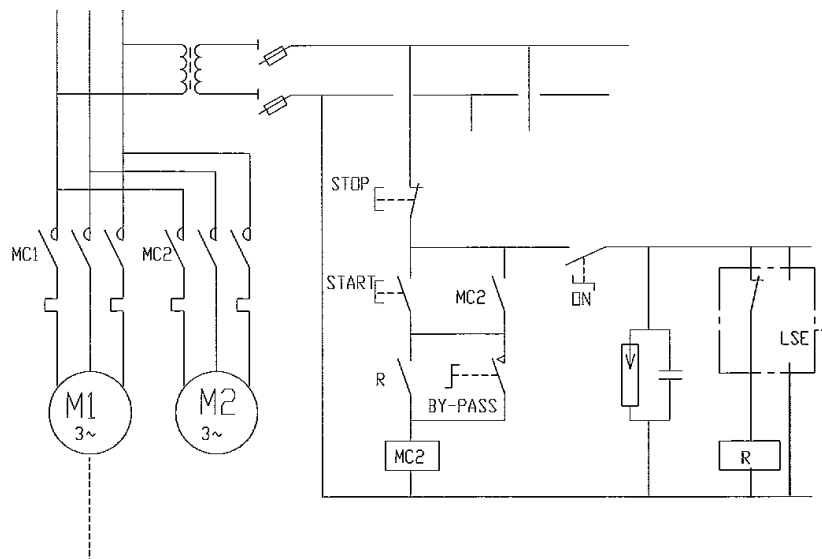 STOP
MC1
MC2
START
MC2
ON
LSE
R
BY-PASS
M1
3~
M2
3~
MC2
R